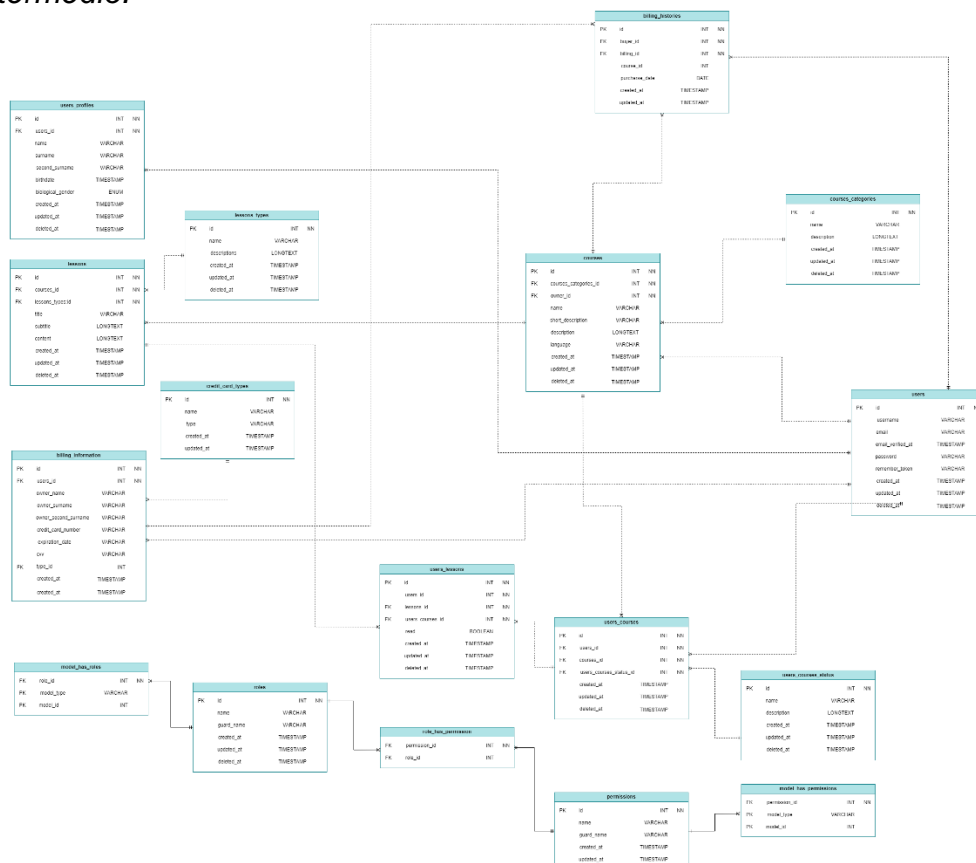 billing_histories
PK id INT NN
FK buyer_id INT NN
FK billing_id INT NN
course_id INT
purcharse_date DATE
created_at TIMESTAMP
updated_at TIMESTAMP
users_profiles
PK id INT NN
FK users_id INT NN
name VARCHAR
surname VARCHAR
second_surname VARCHAR
birthdate TIMESTAMP
biological_gender ENUM
created_at TIMESTAMP
updated_at TIMESTAMP
deleted_at TIMESTAMP
lessons_types
PK id INT NN
name VARCHAR
descriptions LONGTEXT
created_at TIMESTAMP
updated_at TIMESTAMP
deleted_at TIMESTAMP
courses_categories
PK id INT NN
name VARCHAR
description LONGTEXT
created_at TIMESTAMP
updated_at TIMESTAMP
deleted_at TIMESTAMP
lessons
PK id INT NN
FK courses_id INT NN
FK lessons_types.id INT NN
title VARCHAR
subtitle LONGTEXT
content LONGTEXT
created_at TIMESTAMP
updated_at TIMESTAMP
deleted_at TIMESTAMP
courses
PK id INT NN
FK courses_categories_id INT NN
FK owner_id INT NN
name VARCHAR
short_description VARCHAR
description LONGTEXT
language VARCHAR
created_at TIMESTAMP
updated_at TIMESTAMP
deleted_at TIMESTAMP
credit_card_types
PK id INT NN
name VARCHAR
type VARCHAR
created_at TIMESTAMP
updated_at TIMESTAMP
users
PK id INT
username VARCHAR
email VARCHAR
email_verified_at TIMESTAMP
password VARCHAR
remember_token VARCHAR
created_at TIMESTAMP
updated_at TIMESTAMP
deleted_at TIMESTAMP
billing_information
PK id INT NN
FK users_id INT NN
owner_name VARCHAR
owner_surname VARCHAR
owner_second_surname VARCHAR
credit_card_number VARCHAR
expiration_date VARCHAR
VARCHAR
FK type_id INT
created_at TIMESTAMP
created_at TIMESTAMP
users_lessons
PK id INT NN
users_id INT NN
FK lessons_id INT NN
FK users_courses_id INT NN
read BOOLEAN
created_at TIMESTAMP
updated_at TIMESTAMP
deleted_at TIMESTAMP
users_courses
FK id INT NN
FK users_id INT NN
FK courses_id INT NN
FK users_courses_status_id INT NN
created_at TIMESTAMP
updated_at TIMESTAMP
deleted_at TIMESTAMP
users_courses_status
PK id INT NN
name VARCHAR
description LONGTEXT
created_at TIMESTAMP
updated_at TIMESTAMP
deleted_at TIMESTAMP
model_has_roles
FK role_id INT NN
PK model_type VARCHAR
PK model_id INT
roles
PK id INT NN
name VARCHAR
guard_name VARCHAR
created_at TIMESTAMP
updated_at TIMESTAMP
deleted_at TIMESTAMP
role_has_permission
FK permission_id INT NN
FK role_id INT
permissions
PK id INT NN
name VARCHAR
guard_name VARCHAR
created_at TIMESTAMP
updated_at TIMESTAMP
model_has_permissions
FK permission_id INT NN
PK model_type VARCHAR
PK model_id INT